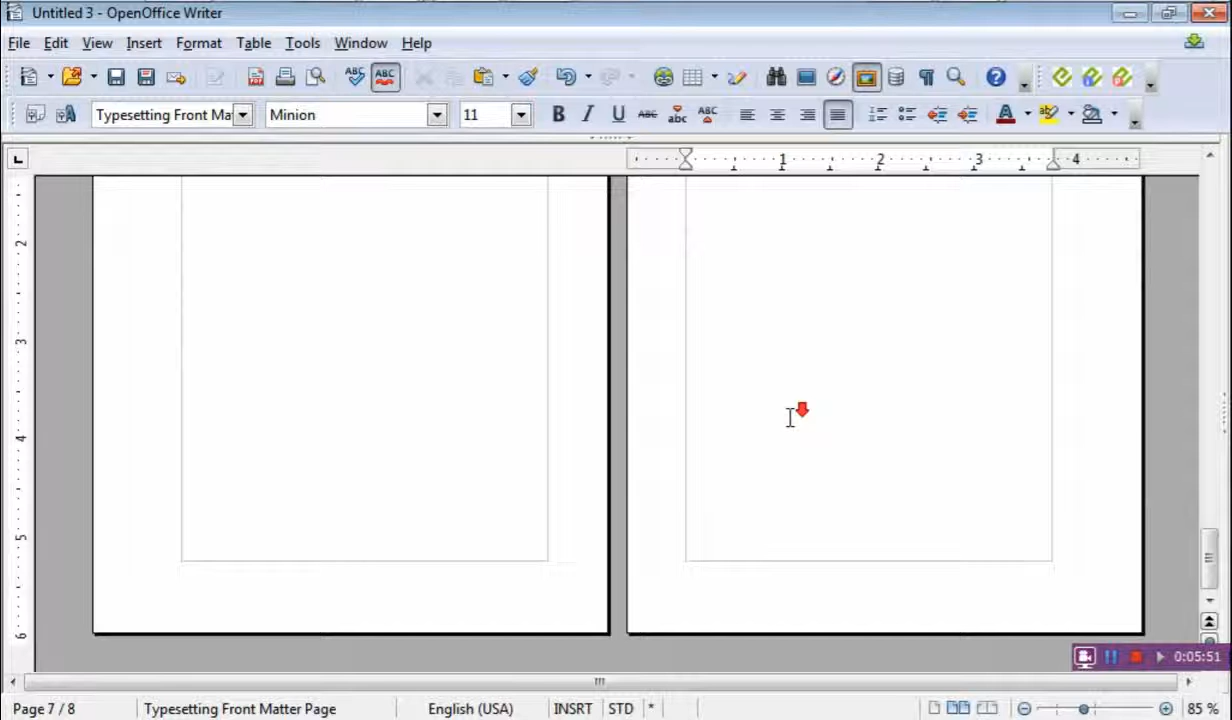 Untitled 3 - OpenOffice Writer
File Edit View Insert Format Table Tools Window Help
Typesetting Front Ma Minion 11
1 2 3 4
2
3
4
5
6
0:05:51
Page 7 / 8 Typesetting Front Matter Page English (USA) INSRT STD * 85 %